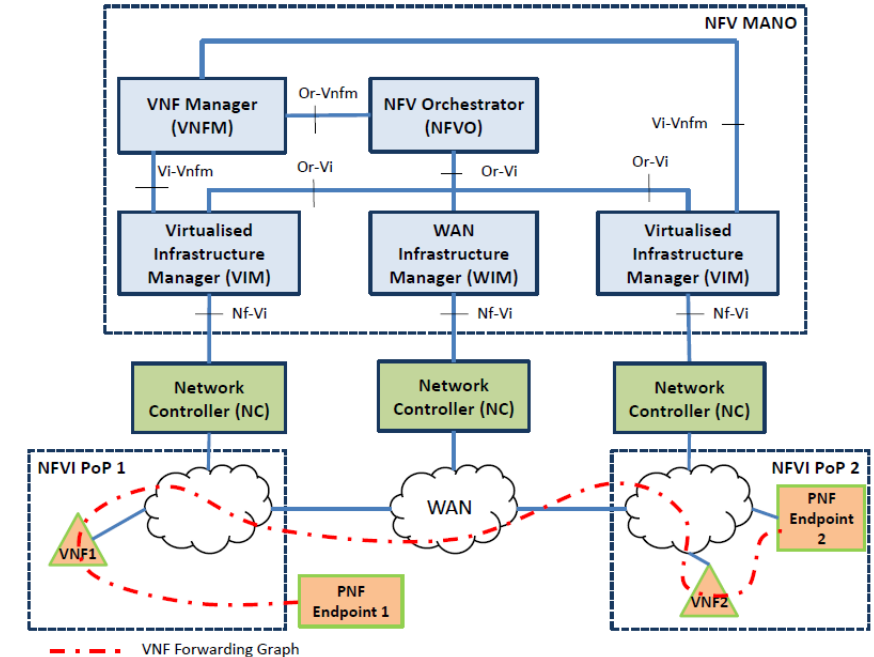 NFV MANO
VNF Manager
(VNFM)
Or-Vnfm
NFV Orchestrator
(NFVO)
Vi-Vnfm
Vi-Vnfm
Or-Vi
Or-Vi
Or-Vi
Virtualised
Infrastructure
Manager (VIM)
WAN
Infrastructure
Manager (WIM)
Virtualised
Infrastructure
Manager (VIM)
Nf-Vi
Nf-Vi
Nf-Vi
Network
Controller (NC)
Network
Controller (NC)
Network
Controller (NC)
NFVI PoP 1
NFVI PoP 2
WAN
VNF1
PNF
Endpoint 1
PNF
Endpoint
2
VNF2
VNF Forwarding Graph